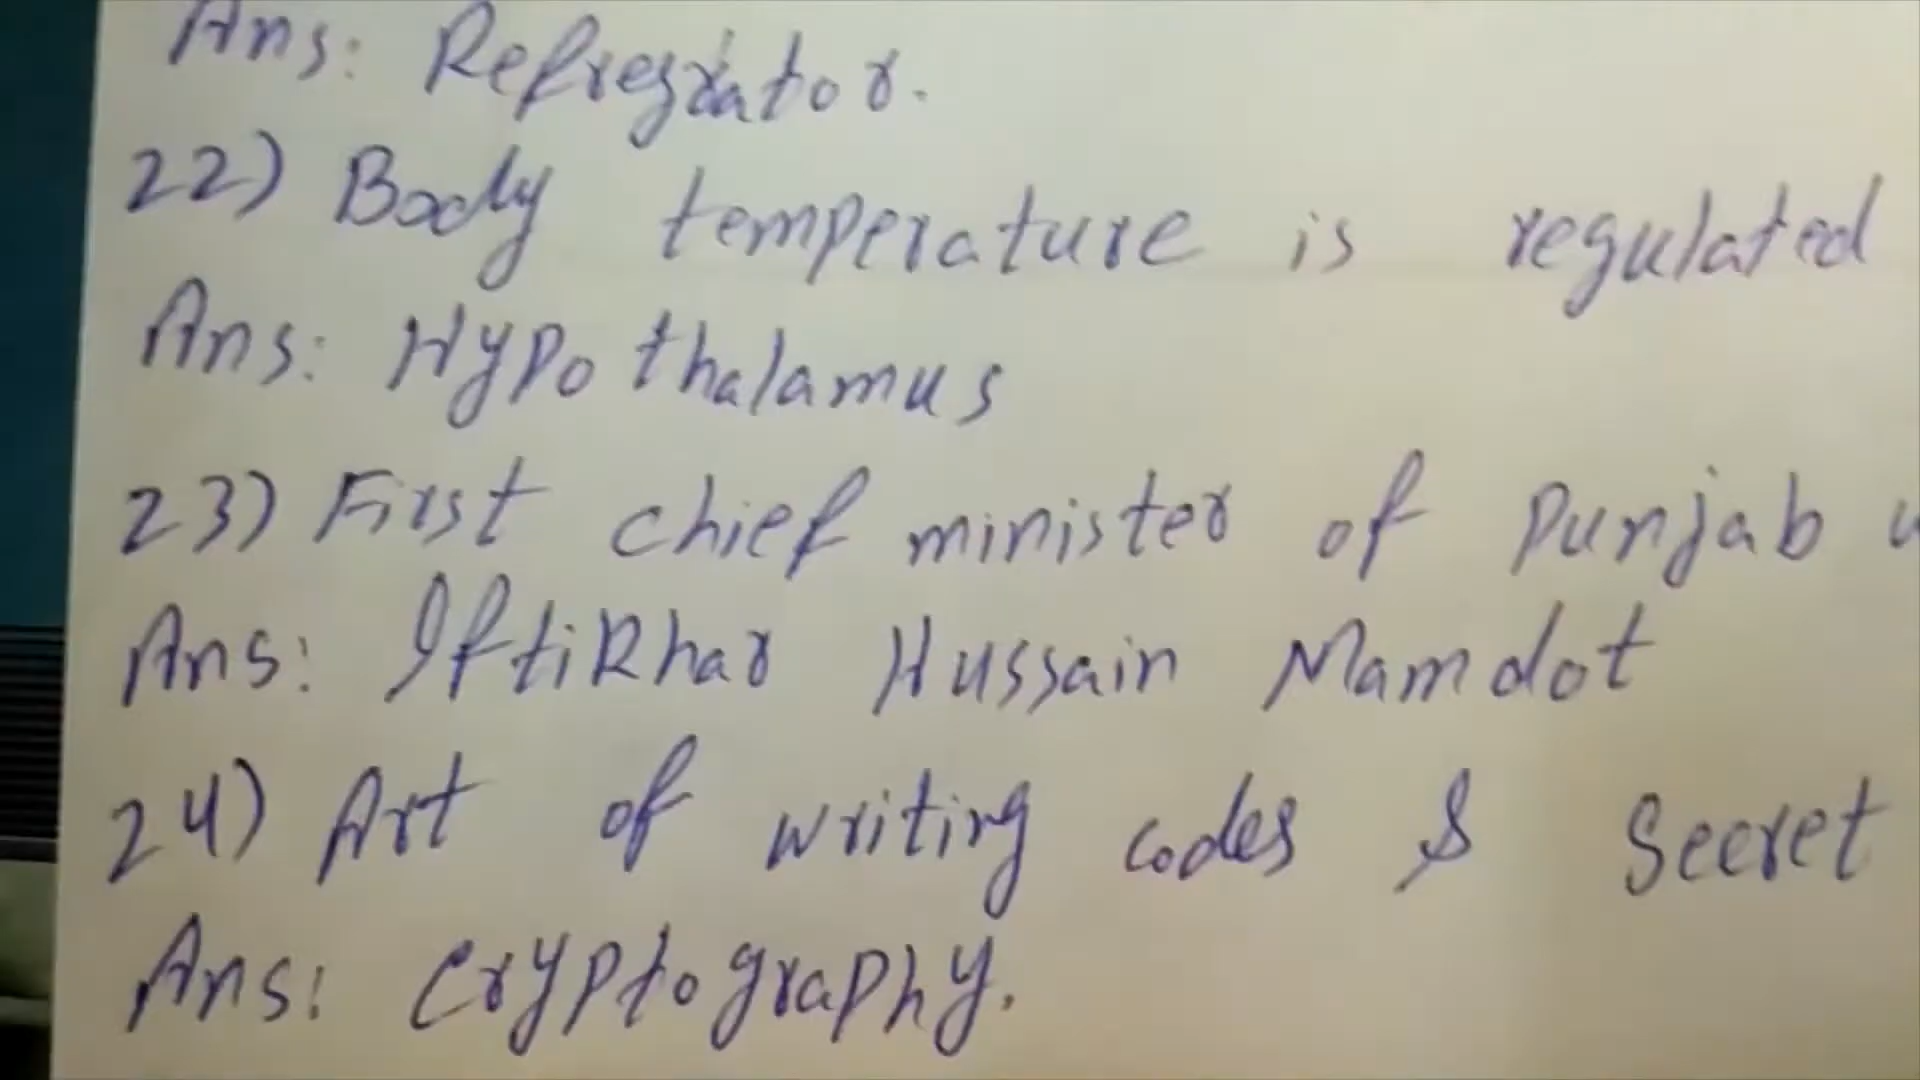 Ans: Refregrator.
22) Body temperature is regulated
Ans: Hypothalamus
23) First chief minister of Punjab
Ans: Iftikhar Hussain Mamdot
24) Art of writing codes & Secret
Ans: Cryptography.